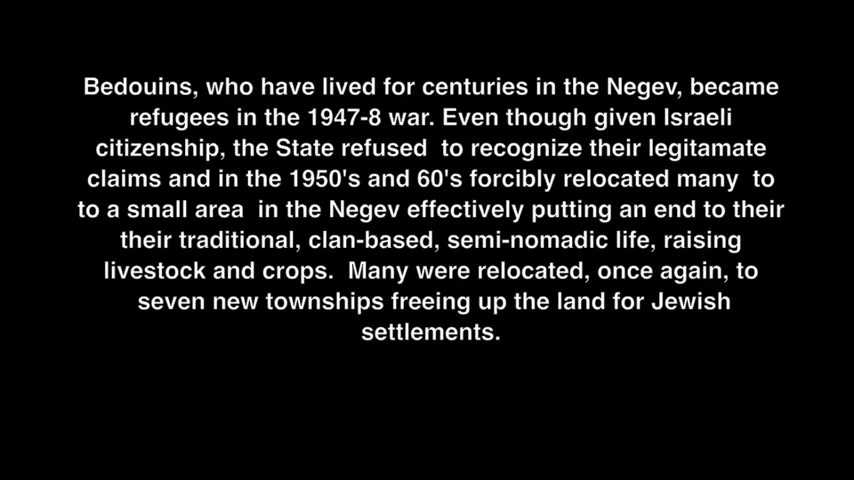 Bedouins, who have lived for centuries in the Negev, became
refugees in the 1947-8 war. Even though given Israeli
citizenship, the State refused  to recognize their legitamate
claims and in the 1950's and 60's forcibly relocated many  to
to a small area  in the Negev effectively putting an end to their
their traditional, clan-based, semi-nomadic life, raising
livestock and crops.  Many were relocated, once again, to
seven new townships freeing up the land for Jewish
settlements.